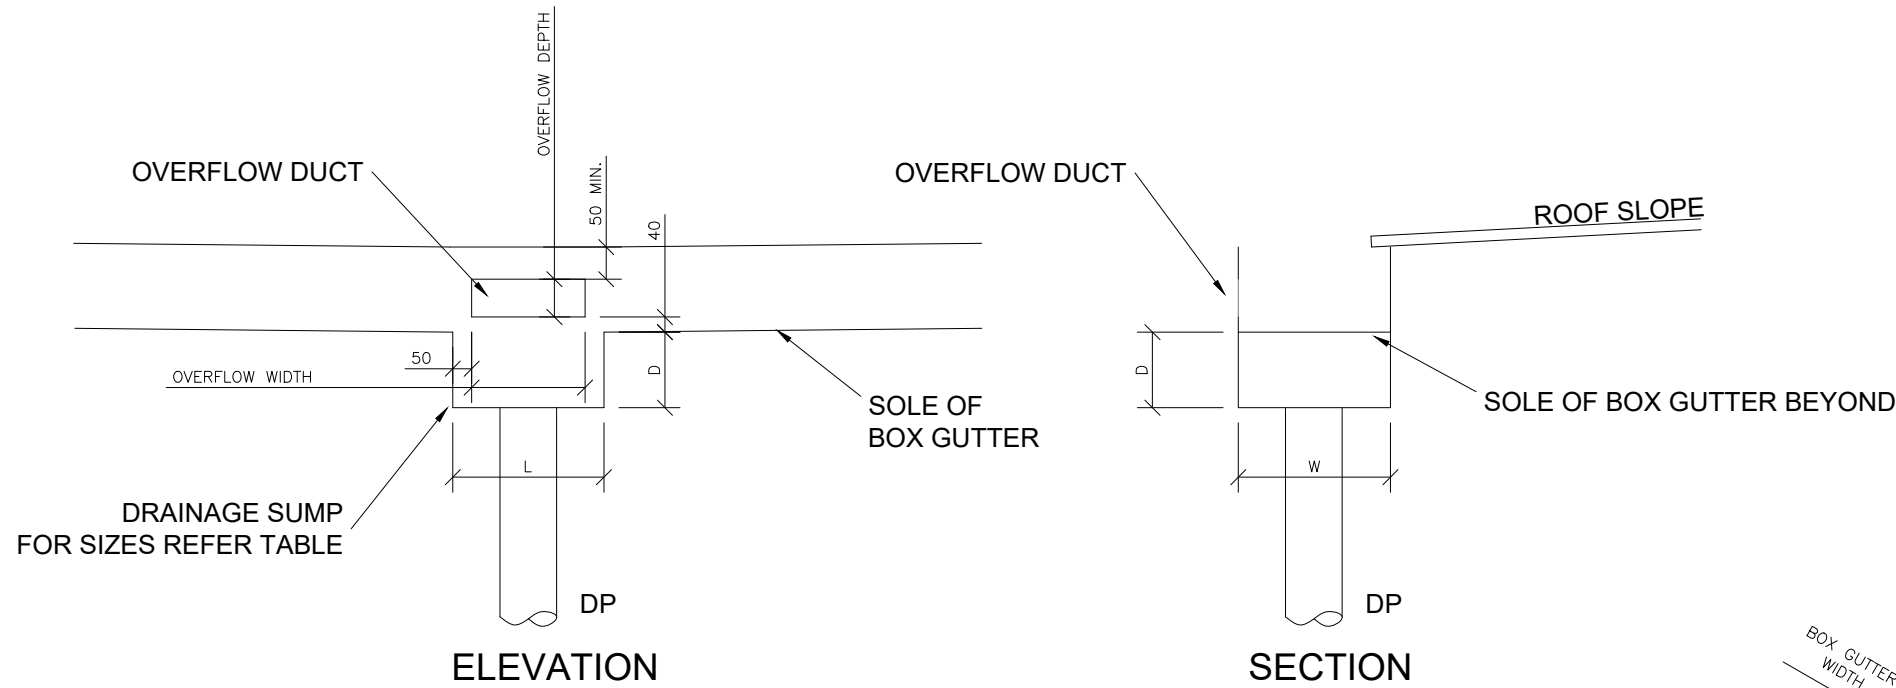 OVERFLOW DEPTH
OVERFLOW DUCT
50 MIN.
40
50
OVERFLOW WIDTH
D
SOLE OF
BOX GUTTER
L
DRAINAGE SUMP
FOR SIZES REFER TABLE
DP
ELEVATION
OVERFLOW DUCT
ROOF SLOPE
D
SOLE OF BOX GUTTER BEYOND
W
DP
SECTION
BOX GUTTER
WIDTH